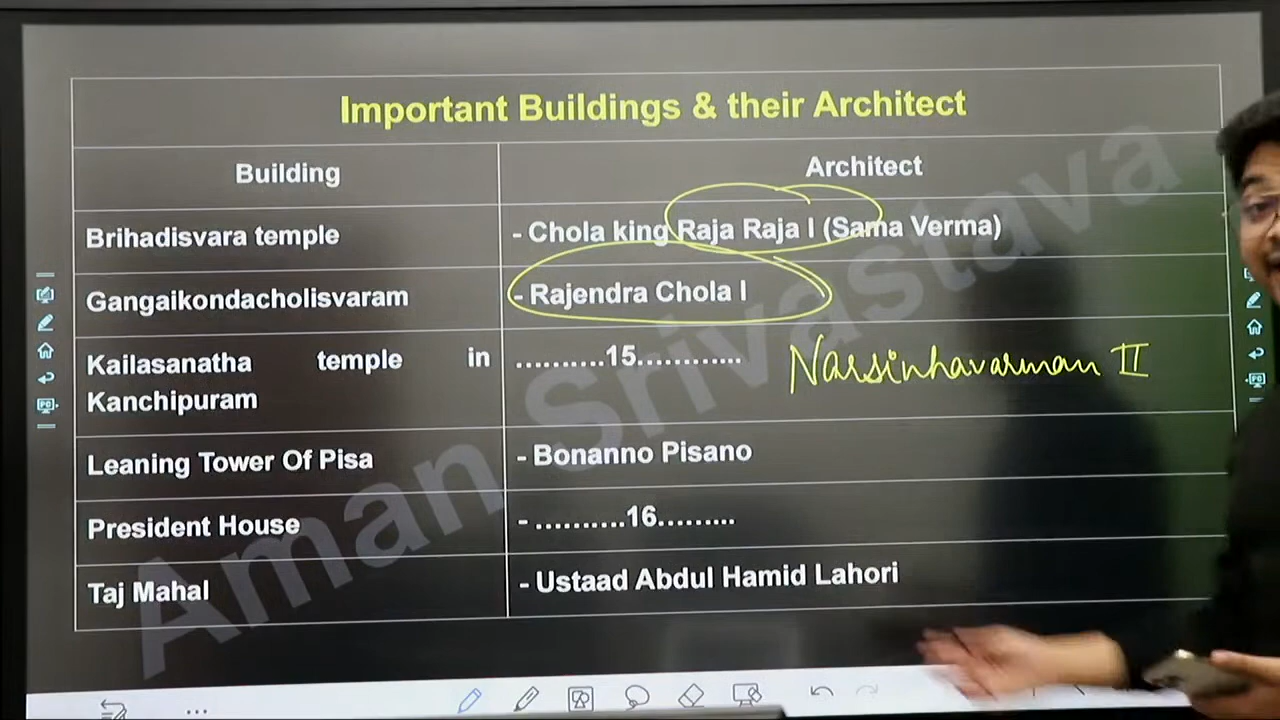 Important Buildings & their Architect
Building
Architect
Brihadisvara temple
- Chola king Raja Raja I (Sama Verma)
Gangaikondacholisvaram
- Rajendra Chola I
Kailasanatha temple in
Kanchipuram
..........15............
Narsinhavarman II
Leaning Tower Of Pisa
- Bonanno Pisano
President House
- ..........16.........
Taj Mahal
- Ustaad Abdul Hamid Lahori
Aman Srivastava